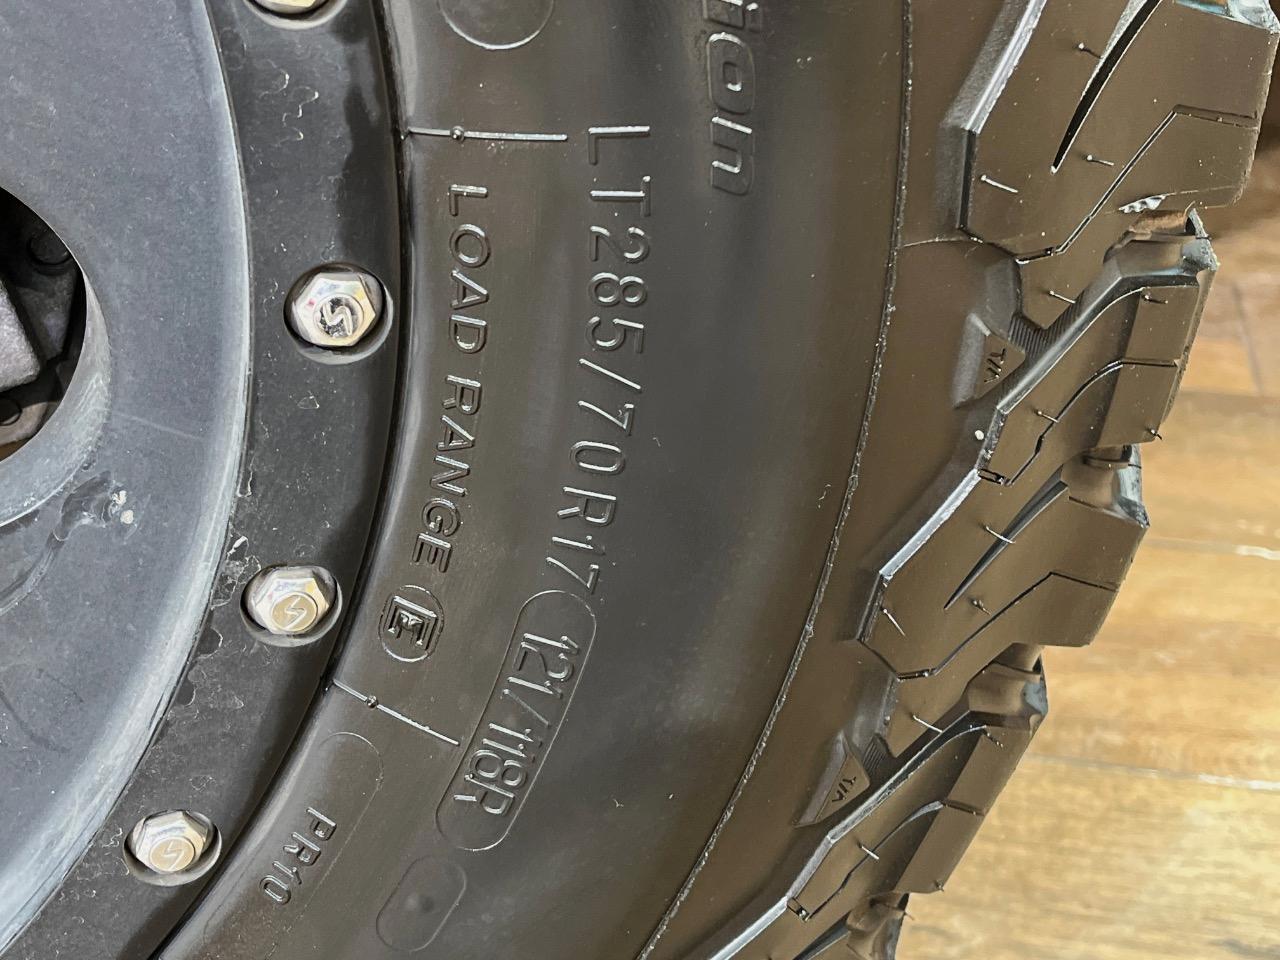 LT285/70R17 121/118R
LOAD RANGE E
PR10
T/A
T/A